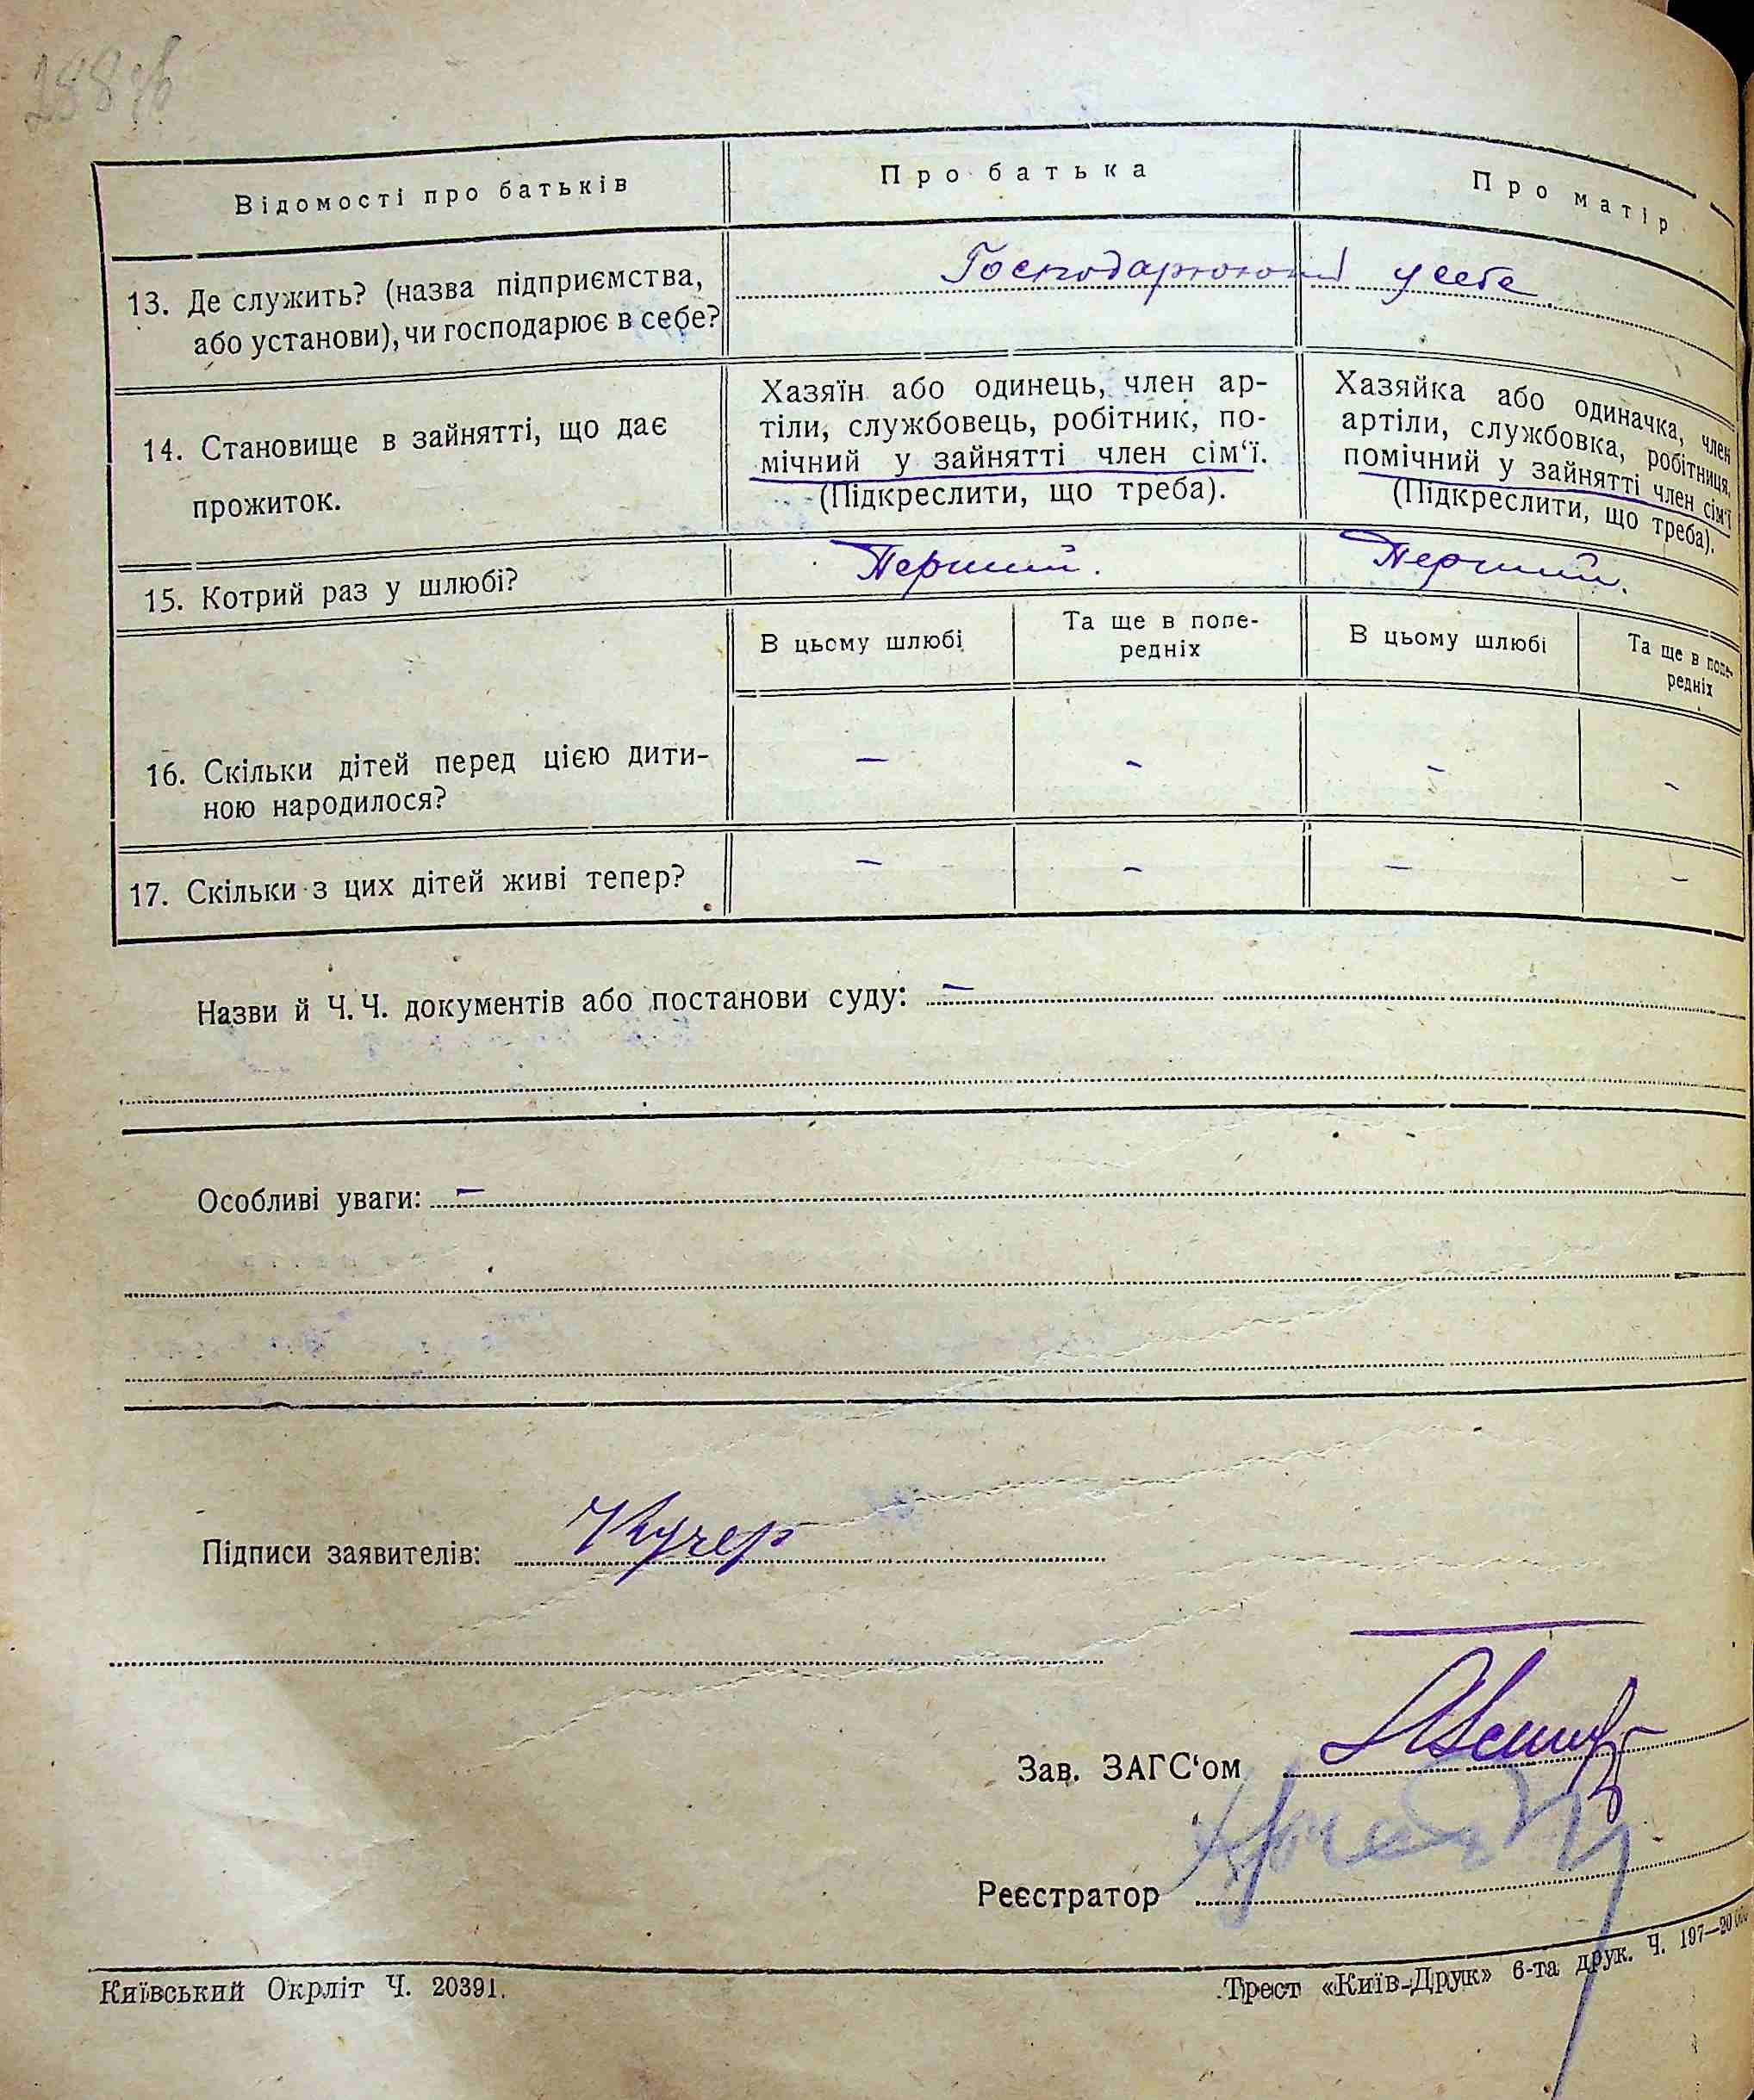 Відомості про батьків
Про батька
Про матір
13. Де служить? (назва підприємства,
або установи), чи господарює в себе?
Господарюють у себе
14. Становище в зайнятті, що дає
прожиток.
Хазяїн або одинець, член ар-
тіли, службовець, робітник, по-
мічний у зайнятті член сім‘ї.
(Підкреслити, що треба).
Хазяйка або одиначка, член
артіли, службовка, робітниця,
помічний у зайнятті член сім‘ї
(Підкреслити, що треба).
15. Котрий раз у шлюбі?
Перший.
Перший.
В цьому шлюбі
Та ще в попе-
редніх
В цьому шлюбі
Та ще в попе-
редніх
16. Скільки дітей перед цією дити-
ною народилося?
— - - -
17. Скільки з цих дітей живі тепер?
— - - -
Назви й Ч. Ч. документів або постанови суду: —
Особливі уваги: —
Підписи заявителів: Кучер
Зав. ЗАГС‘ом
Реєстратор
Київський Окрліт Ч. 20391.
Трест «Київ-Друк» 6-та друк. Ч. 197—20